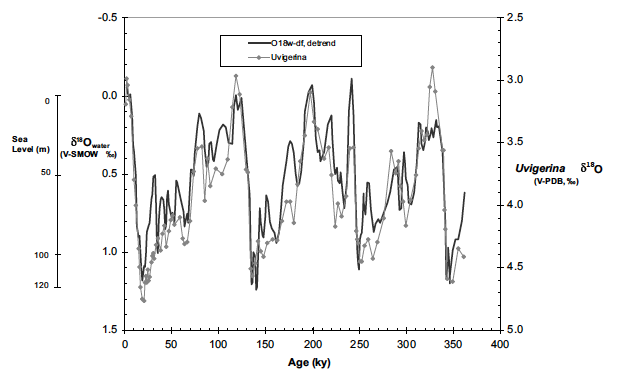 -0.5
0.0
0.5
1.0
1.5
2.5
3.0
3.5
4.0
4.5
5.0
O18w-df, detrend
Uvigerina
0
50
100
120
Sea
Level (m)
δ18Owater
(V-SMOW ‰)
Uvigerina δ18O
(V-PDB, ‰)
0 50 100 150 200 250 300 350 400
Age (ky)